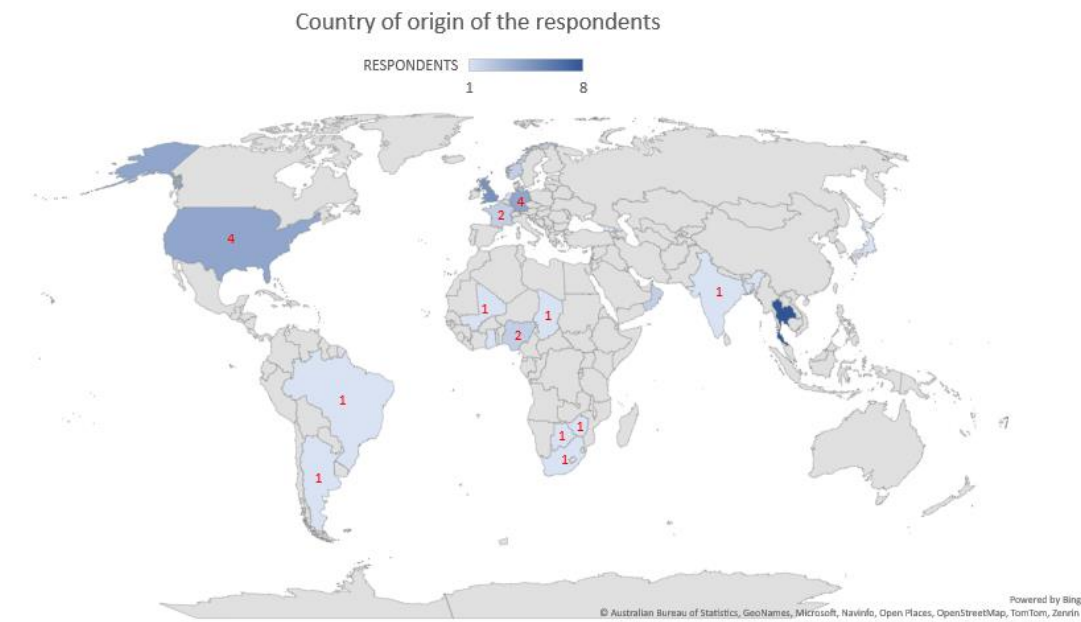 Country of origin of the respondents
RESPONDENTS
1 8
4
2 4
1
1 1
2
1
1 1
1
1
Powered by Bing
© Australian Bureau of Statistics, GeoNames, Microsoft, Navinfo, Open Places, OpenStreetMap, TomTom, Zenrin